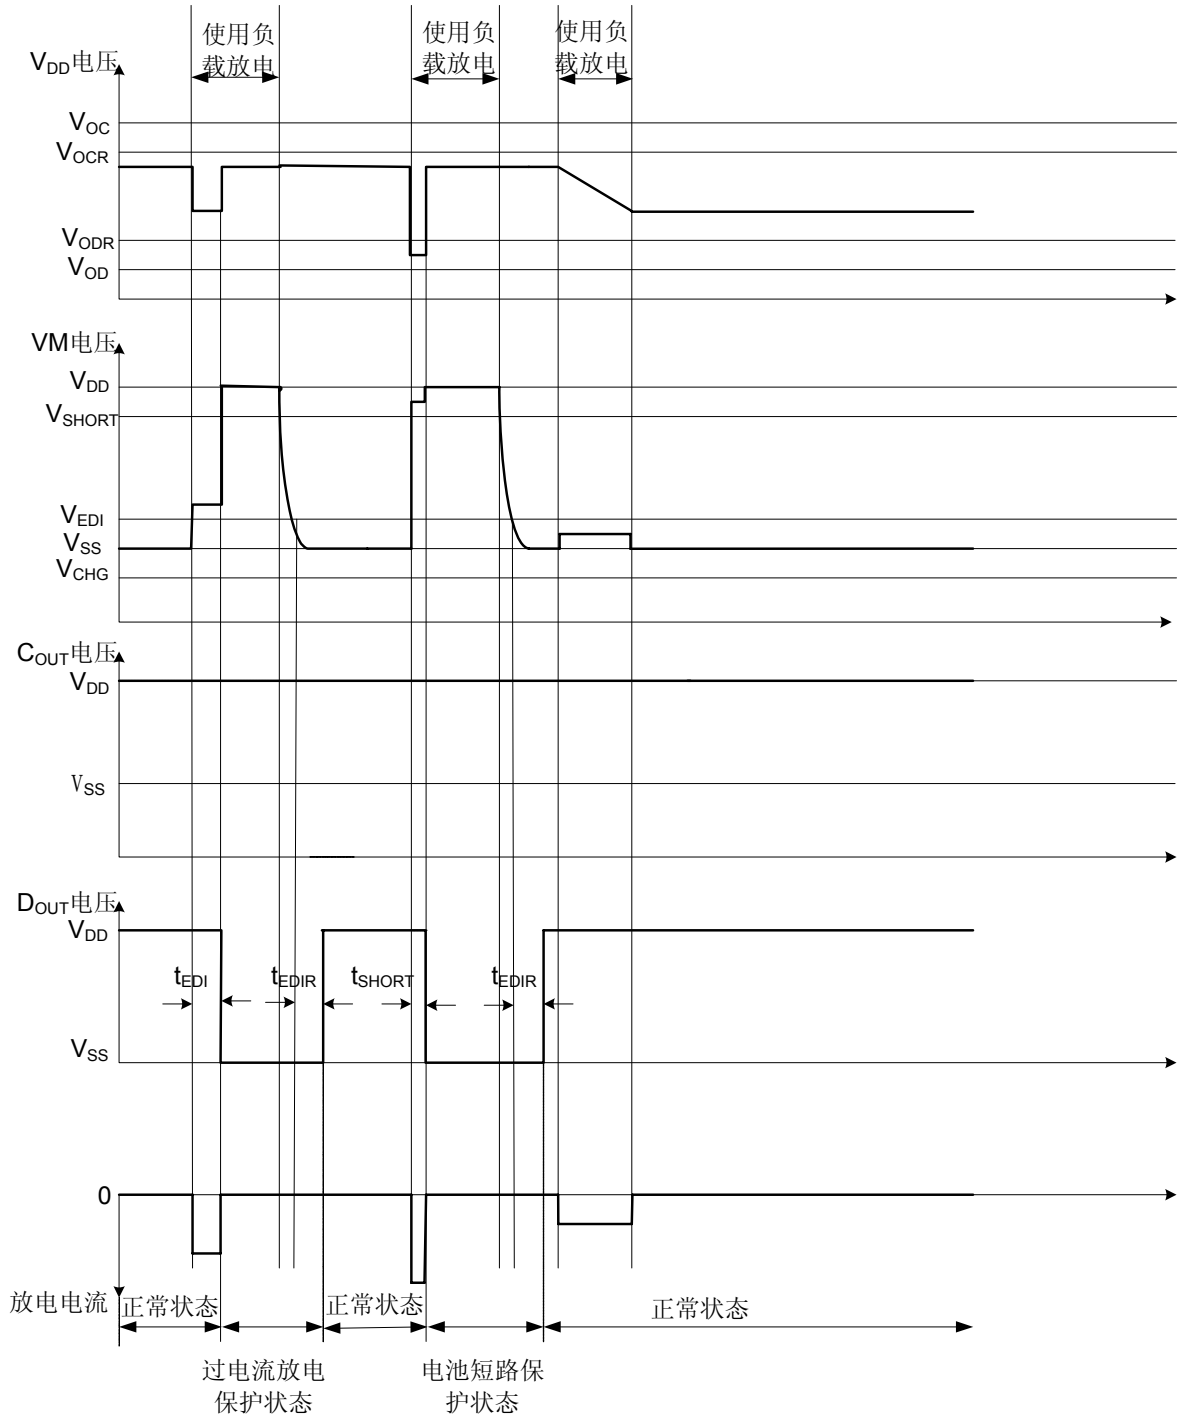 使用负
载放电
使用负
载放电
使用负
载放电
VDD电压
VOC
VOCR
VODR
VOD
VM电压
VDD
VSHORT
VEDI
VSS
VCHG
COUT电压
VDD
VSS
DOUT电压
VDD
tEDI
tEDIR
tSHORT
tEDIR
VSS
0
放电电流
正常状态
正常状态
正常状态
过电流放电
保护状态
电池短路保
护状态